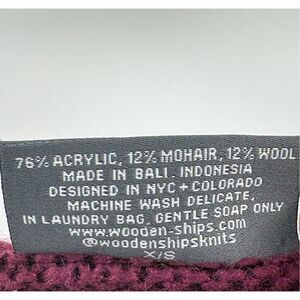 76% ACRYLIC, 12% MOHAIR, 12% WOOL
MADE IN BALI. INDONESIA
DESIGNED IN NYC + COLORADO
MACHINE WASH DELICATE,
IN LAUNDRY BAG, GENTLE SOAP ONLY
www.wooden-ships.com
@woodenshipsknits
X/S